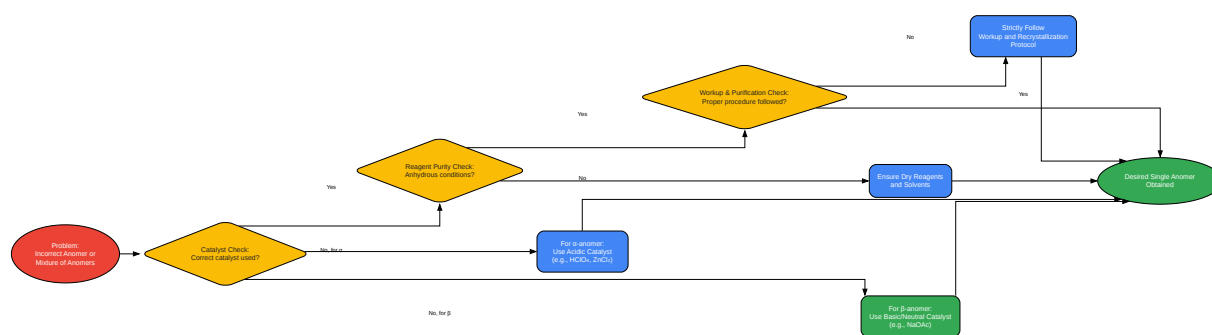 Problem:
Incorrect Anomer or
Mixture of Anomers
Catalyst Check:
Correct catalyst used?
Yes
No, for α
No, for β
Reagent Purity Check:
Anhydrous conditions?
Yes
No
For α-anomer:
Use Acidic Catalyst
(e.g., HClO₄, ZnCl₂)
For β-anomer:
Use Basic/Neutral Catalyst
(e.g., NaOAc)
Workup & Purification Check:
Proper procedure followed?
No
Yes
Ensure Dry Reagents
and Solvents
Strictly Follow
Workup and Recrystallization
Protocol
Desired Single Anomer
Obtained